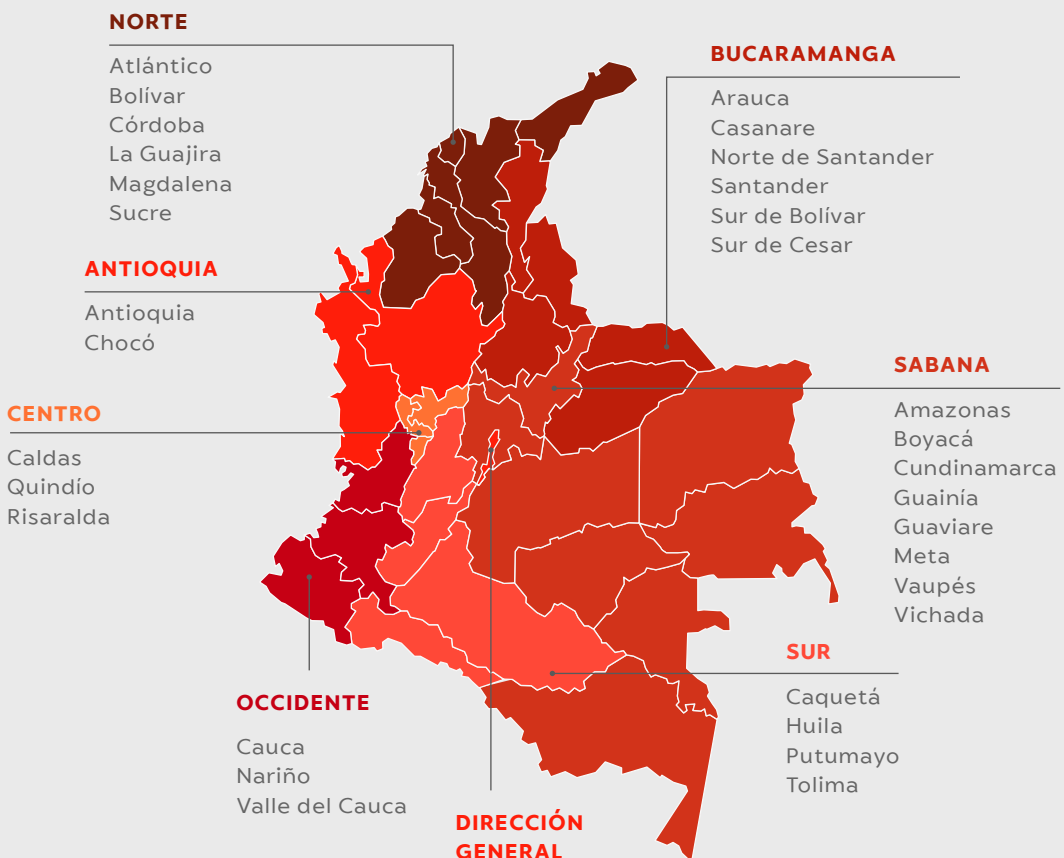 NORTE
Atlántico
Bolívar
Córdoba
La Guajira
Magdalena
Sucre
BUCARAMANGA
Arauca
Casanare
Norte de Santander
Santander
Sur de Bolívar
Sur de Cesar
ANTIOQUIA
Antioquia
Chocó
SABANA
Amazonas
Boyacá
Cundinamarca
Guainía
Guaviare
Meta
Vaupés
Vichada
CENTRO
Caldas
Quindío
Risaralda
SUR
Caquetá
Huila
Putumayo
Tolima
OCCIDENTE
Cauca
Nariño
Valle del Cauca
DIRECCIÓN
GENERAL